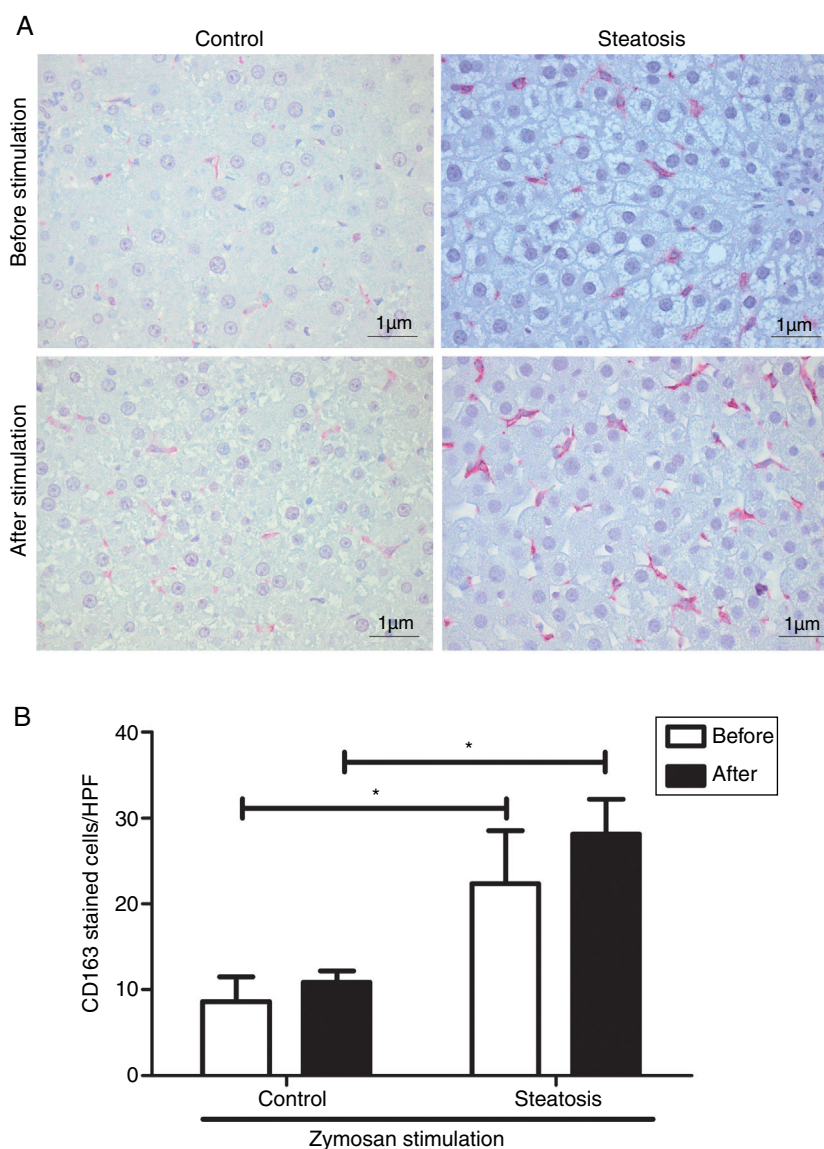 A
Control
Steatosis
Before stimulation
1µm
1µm
After stimulation
1µm
1µm
B
CD163 stained cells/HPF
40
30
20
10
0
*
*
Before
After
Control
Steatosis
Zymosan stimulation